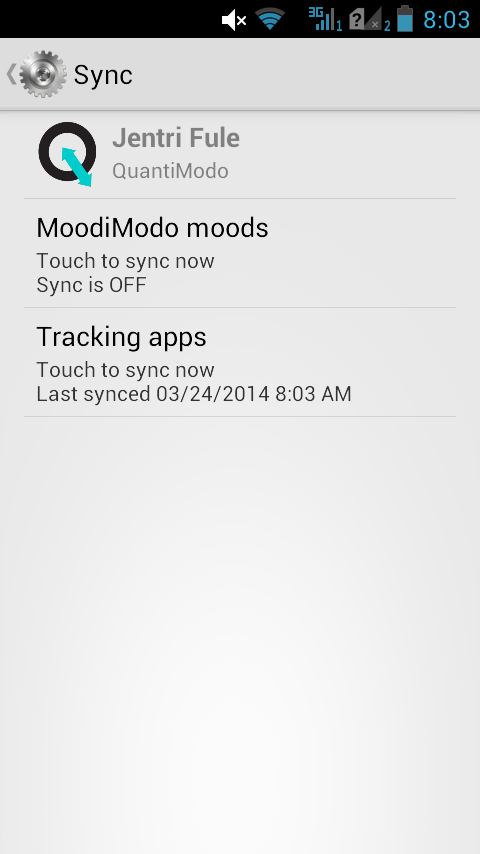 3G 1 ? 2 8:03
Sync
Jentri Fule
QuantiModo
MoodiModo moods
Touch to sync now
Sync is OFF
Tracking apps
Touch to sync now
Last synced 03/24/2014 8:03 AM